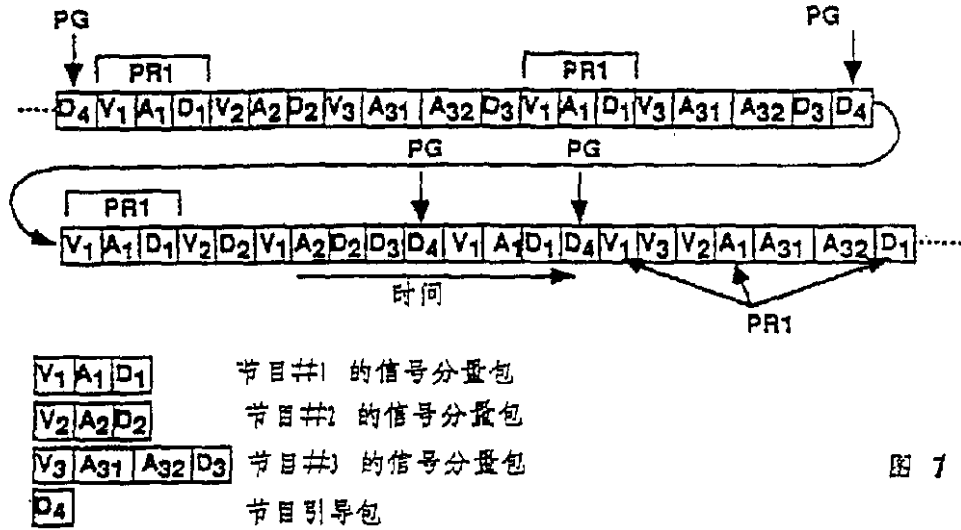 PG PG
PR1 PR1
D4 V1 A1 D1 V2 A2 D2 V3 A31 A32 D3 V1 A1 D1 V3 A31 A32 D3 D4
PG PG
PR1
V1 A1 D1 V2 D2 V1 A2 D2 D3 D4 V1 A1 D1 D4 V1 V3 V2 A1 A31 A32 D1
时间
PR1
V1 A1 D1 节目#1 的信号分量包
V2 A2 D2 节目#2 的信号分量包
V3 A31 A32 D3 节目#3 的信号分量包
图 1
D4 节目引导包